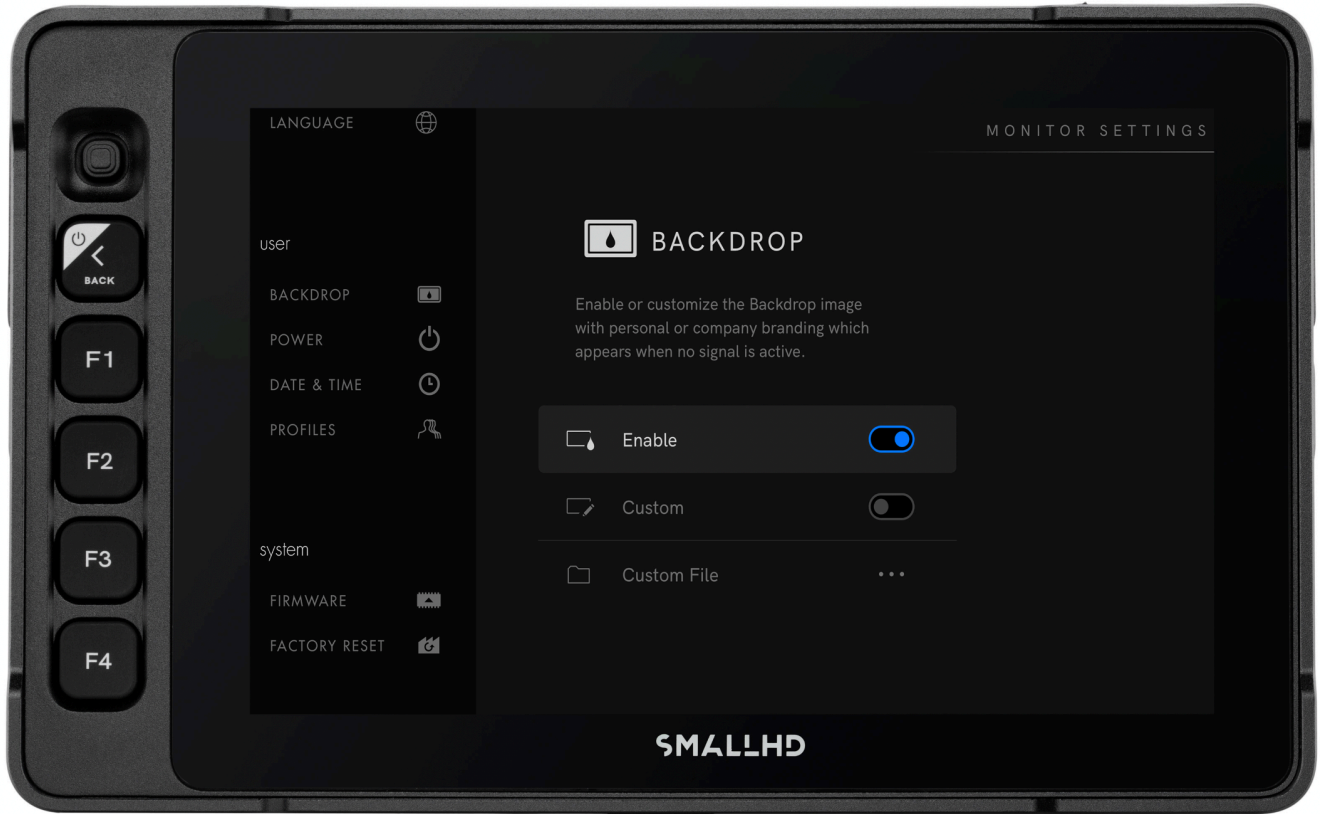 LANGUAGE
MONITOR SETTINGS
user
BACKDROP
POWER
DATE & TIME
PROFILES
system
FIRMWARE
FACTORY RESET
BACKDROP
Enable or customize the Backdrop image
with personal or company branding which
appears when no signal is active.
Enable
Custom
Custom File
BACK
F1
F2
F3
F4
SMALLHD